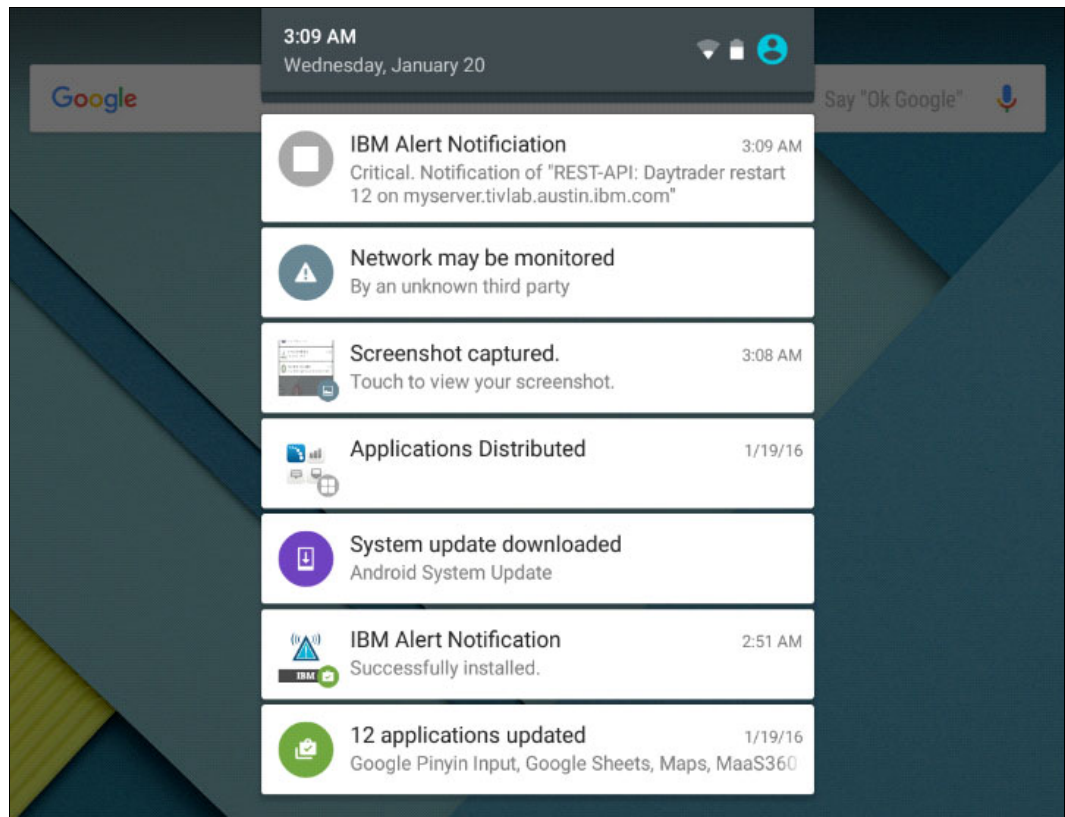 3:09 AM
Wednesday, January 20
Google
Say "Ok Google"
IBM Alert Notificiation
3:09 AM
Critical. Notification of "REST-API: Daytrader restart
12 on myserver.tivlab.austin.ibm.com"
Network may be monitored
By an unknown third party
Screenshot captured.
3:08 AM
Touch to view your screenshot.
Applications Distributed
1/19/16
System update downloaded
Android System Update
IBM Alert Notification
2:51 AM
IBM
Successfully installed.
12 applications updated
1/19/16
Google Pinyin Input, Google Sheets, Maps, MaaS360